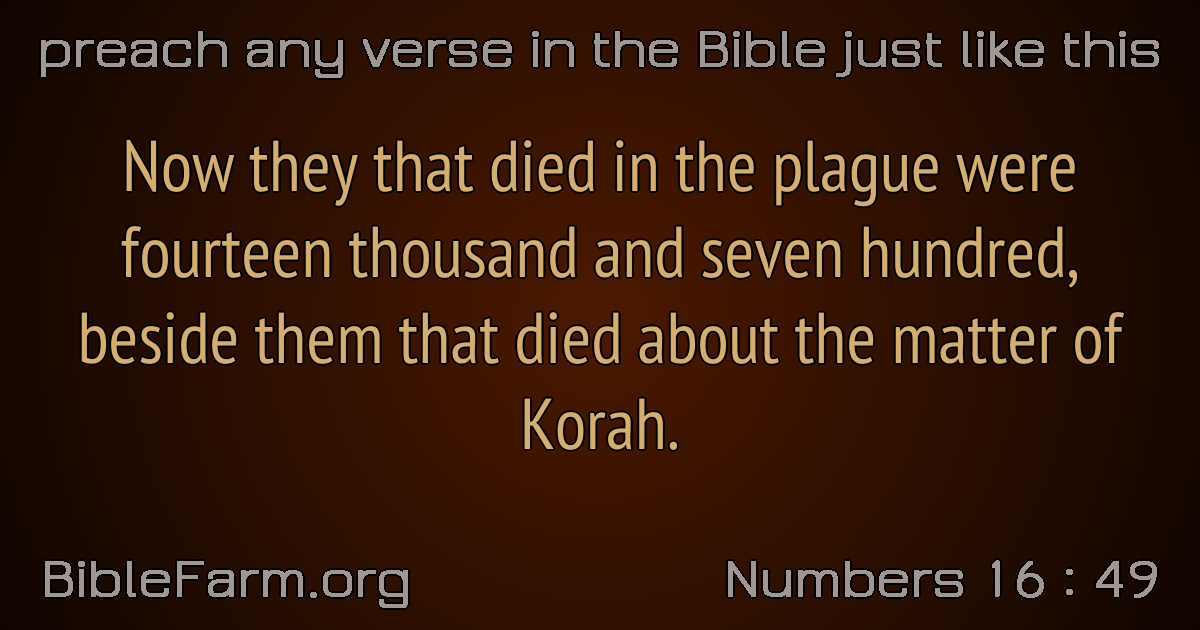 preach any verse in the Bible just like this
Now they that died in the plague were
fourteen thousand and seven hundred,
beside them that died about the matter of
Korah.
BibleFarm.org
Numbers 16 : 49